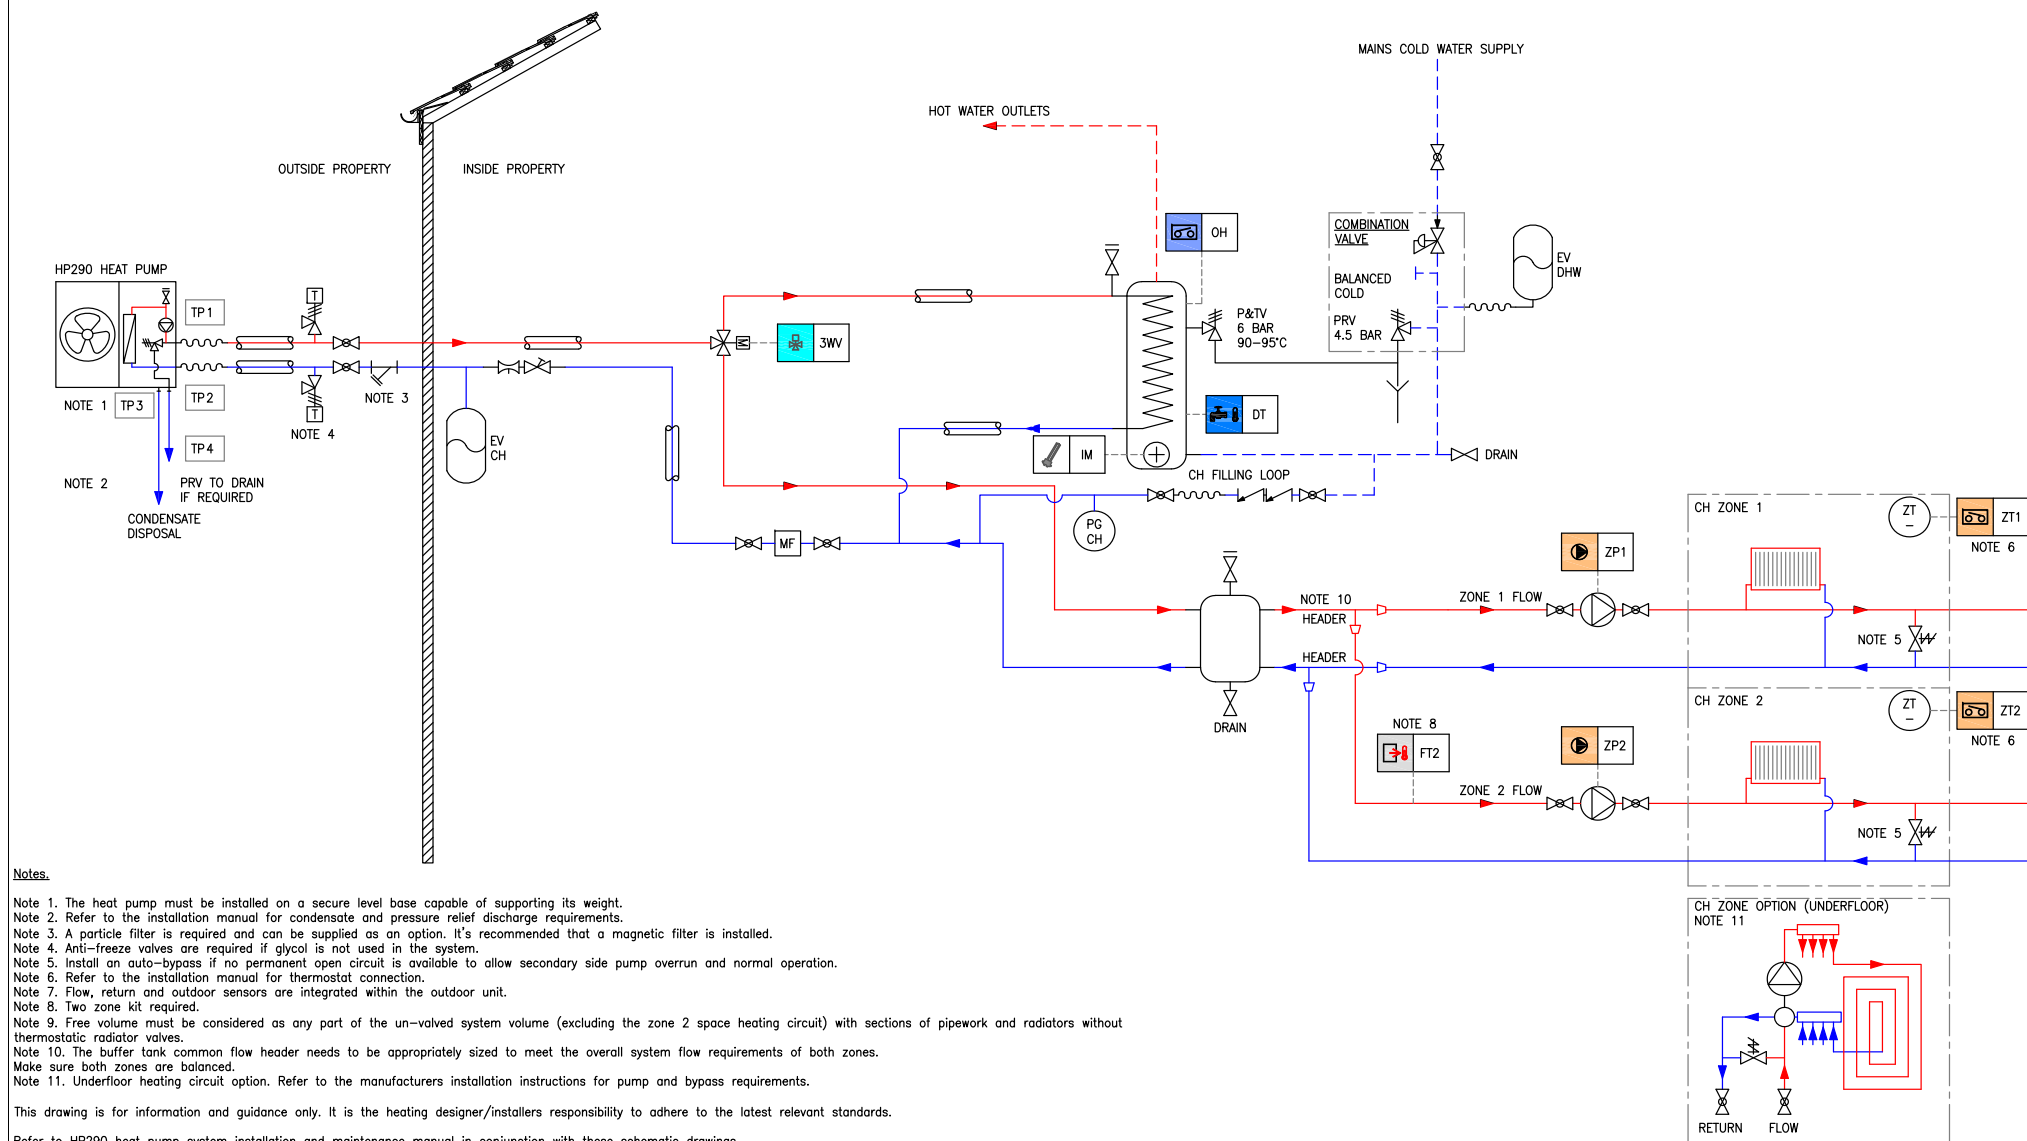 MAINS COLD WATER SUPPLY
HOT WATER OUTLETS
OUTSIDE PROPERTY
INSIDE PROPERTY
OH
COMBINATION
VALVE
BALANCED
COLD
PRV
4.5 BAR
EV
DHW
HP290 HEAT PUMP
TP1
T
M
3WV
P&TV
6 BAR
90-95°C
NOTE 1
TP3
TP2
T
NOTE 3
NOTE 4
TP4
NOTE 2
PRV TO DRAIN
IF REQUIRED
CONDENSATE
DISPOSAL
EV
CH
DT
IM
DRAIN
CH FILLING LOOP
PG
CH
MF
CH ZONE 1
ZT
-
ZT1
NOTE 6
ZP1
NOTE 10
HEADER
ZONE 1 FLOW
NOTE 5
HEADER
DRAIN
CH ZONE 2
ZT
-
ZT2
NOTE 6
NOTE 8
FT2
ZP2
ZONE 2 FLOW
NOTE 5
CH ZONE OPTION (UNDERFLOOR)
NOTE 11
RETURN
FLOW
Notes.
Note 1. The heat pump must be installed on a secure level base capable of supporting its weight.
Note 2. Refer to the installation manual for condensate and pressure relief discharge requirements.
Note 3. A particle filter is required and can be supplied as an option. It's recommended that a magnetic filter is installed.
Note 4. Anti-freeze valves are required if glycol is not used in the system.
Note 5. Install an auto-bypass if no permanent open circuit is available to allow secondary side pump overrun and normal operation.
Note 6. Refer to the installation manual for thermostat connection.
Note 7. Flow, return and outdoor sensors are integrated within the outdoor unit.
Note 8. Two zone kit required.
Note 9. Free volume must be considered as any part of the un-valved system volume (excluding the zone 2 space heating circuit) with sections of pipework and radiators without
thermostatic radiator valves.
Note 10. The buffer tank common flow header needs to be appropriately sized to meet the overall system flow requirements of both zones.
Make sure both zones are balanced.
Note 11. Underfloor heating circuit option. Refer to the manufacturers installation instructions for pump and bypass requirements.
This drawing is for information and guidance only. It is the heating designer/installers responsibility to adhere to the latest relevant standards.
Refer to HP290 heat pump system installation and maintenance manual in conjunction with these schematic drawings.